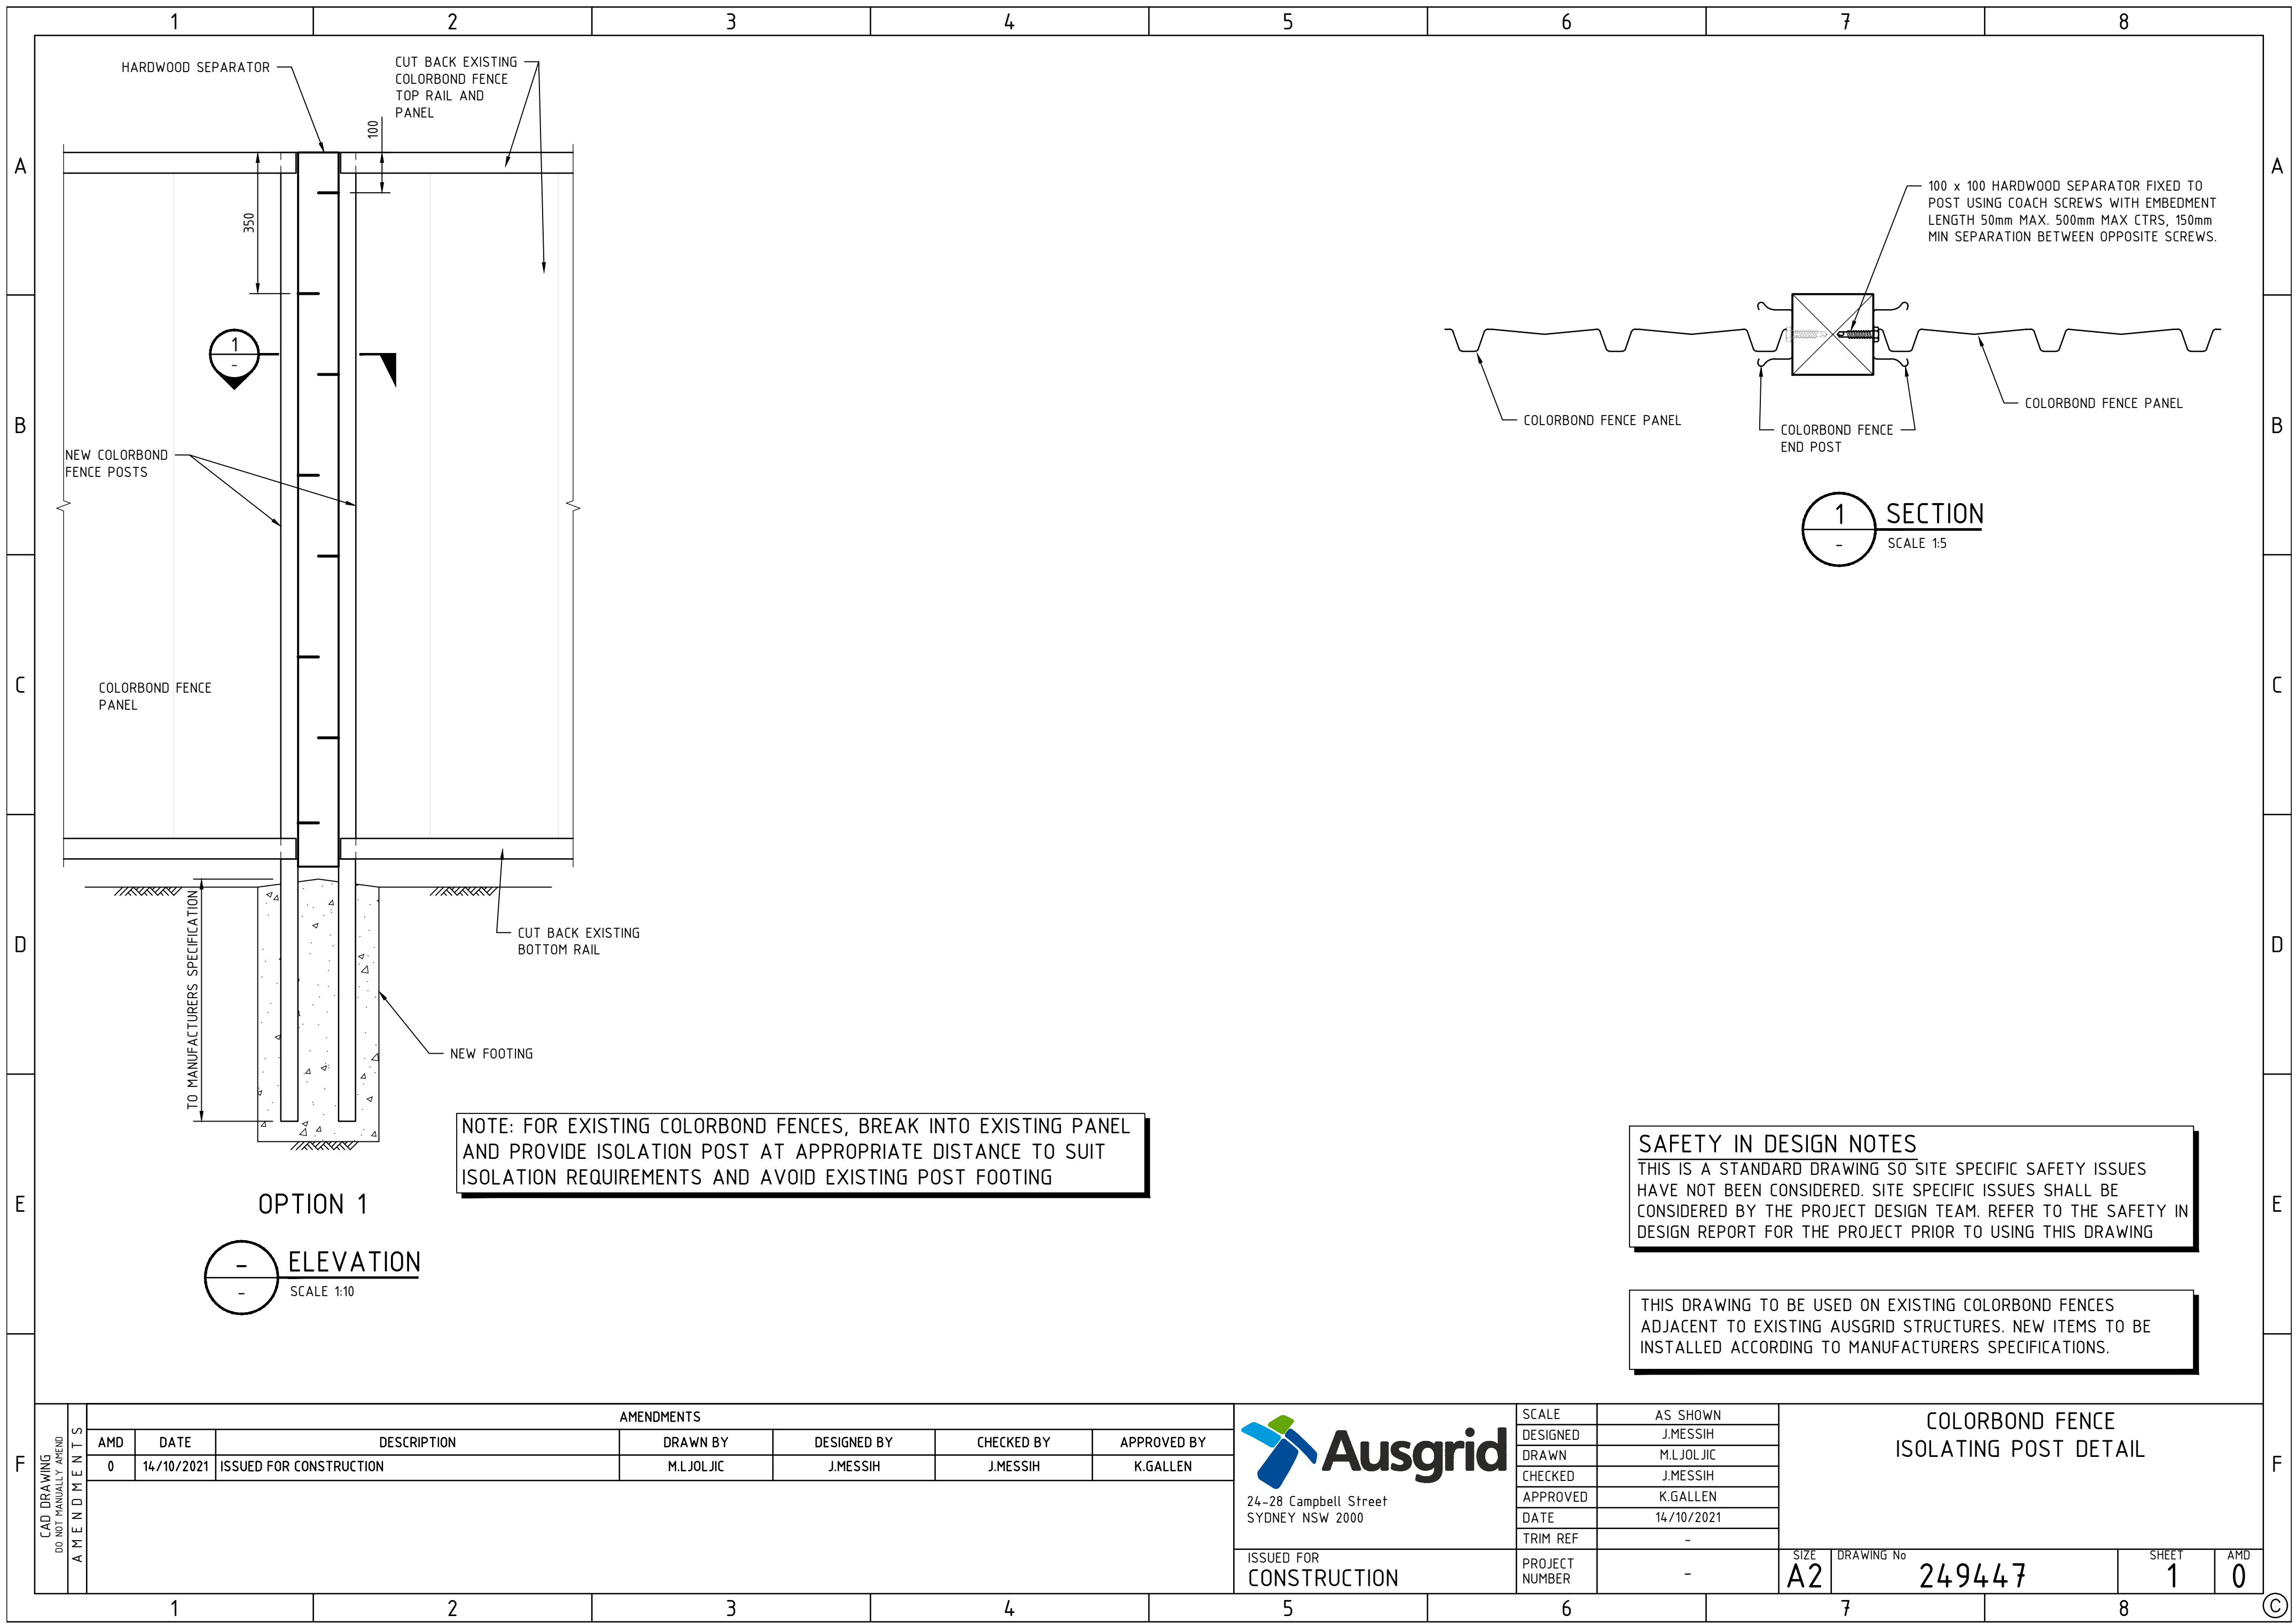 1 2 3 4 5 6 7 8
A
B
C
D
E
F
A
B
C
D
E
F
HARDWOOD SEPARATOR
CUT BACK EXISTING
COLORBOND FENCE
TOP RAIL AND
PANEL
100
350
1
-
NEW COLORBOND
FENCE POSTS
COLORBOND FENCE
PANEL
TO MANUFACTURERS SPECIFICATION
CUT BACK EXISTING
BOTTOM RAIL
NEW FOOTING
OPTION 1
-
-
ELEVATION
SCALE 1:10
NOTE: FOR EXISTING COLORBOND FENCES, BREAK INTO EXISTING PANEL
AND PROVIDE ISOLATION POST AT APPROPRIATE DISTANCE TO SUIT
ISOLATION REQUIREMENTS AND AVOID EXISTING POST FOOTING
100 x 100 HARDWOOD SEPARATOR FIXED TO
POST USING COACH SCREWS WITH EMBEDMENT
LENGTH 50mm MAX. 500mm MAX CTRS, 150mm
MIN SEPARATION BETWEEN OPPOSITE SCREWS.
COLORBOND FENCE PANEL
COLORBOND FENCE
END POST
COLORBOND FENCE PANEL
1
-
SECTION
SCALE 1:5
SAFETY IN DESIGN NOTES
THIS IS A STANDARD DRAWING SO SITE SPECIFIC SAFETY ISSUES
HAVE NOT BEEN CONSIDERED. SITE SPECIFIC ISSUES SHALL BE
CONSIDERED BY THE PROJECT DESIGN TEAM. REFER TO THE SAFETY IN
DESIGN REPORT FOR THE PROJECT PRIOR TO USING THIS DRAWING
THIS DRAWING TO BE USED ON EXISTING COLORBOND FENCES
ADJACENT TO EXISTING AUSGRID STRUCTURES. NEW ITEMS TO BE
INSTALLED ACCORDING TO MANUFACTURERS SPECIFICATIONS.
CAD DRAWING
DO NOT MANUALLY AMEND
AMENDMENTS
AMENDMENTS
AMD DATE DESCRIPTION DRAWN BY DESIGNED BY CHECKED BY APPROVED BY
0 14/10/2021 ISSUED FOR CONSTRUCTION M.LJOLJIC J.MESSIH J.MESSIH K.GALLEN
Ausgrid
24-28 Campbell Street
SYDNEY NSW 2000
ISSUED FOR
CONSTRUCTION
SCALE AS SHOWN
DESIGNED J.MESSIH
DRAWN M.LJOLJIC
CHECKED J.MESSIH
APPROVED K.GALLEN
DATE 14/10/2021
TRIM REF -
PROJECT
NUMBER -
COLORBOND FENCE
ISOLATING POST DETAIL
SIZE DRAWING No SHEET AMD
A2 249447 1 0
1 2 3 4 5 6 7 8
©